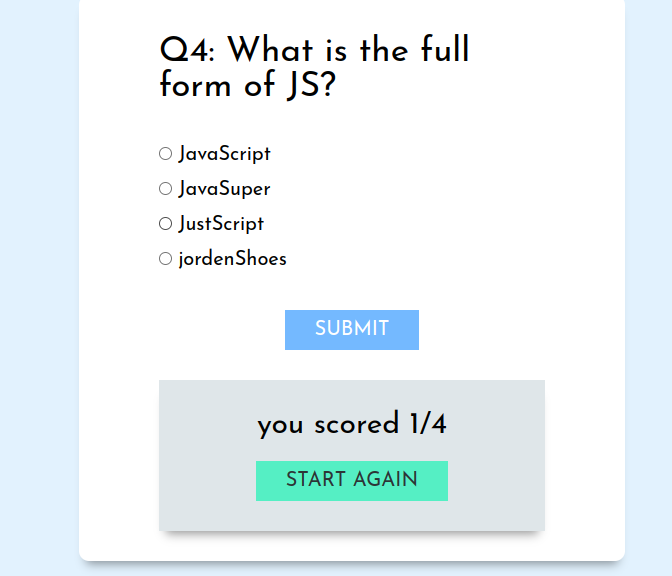 Q4: What is the full
form of JS?
JavaScript
JavaSuper
JustScript
jordenShoes
SUBMIT
you scored 1/4
START AGAIN